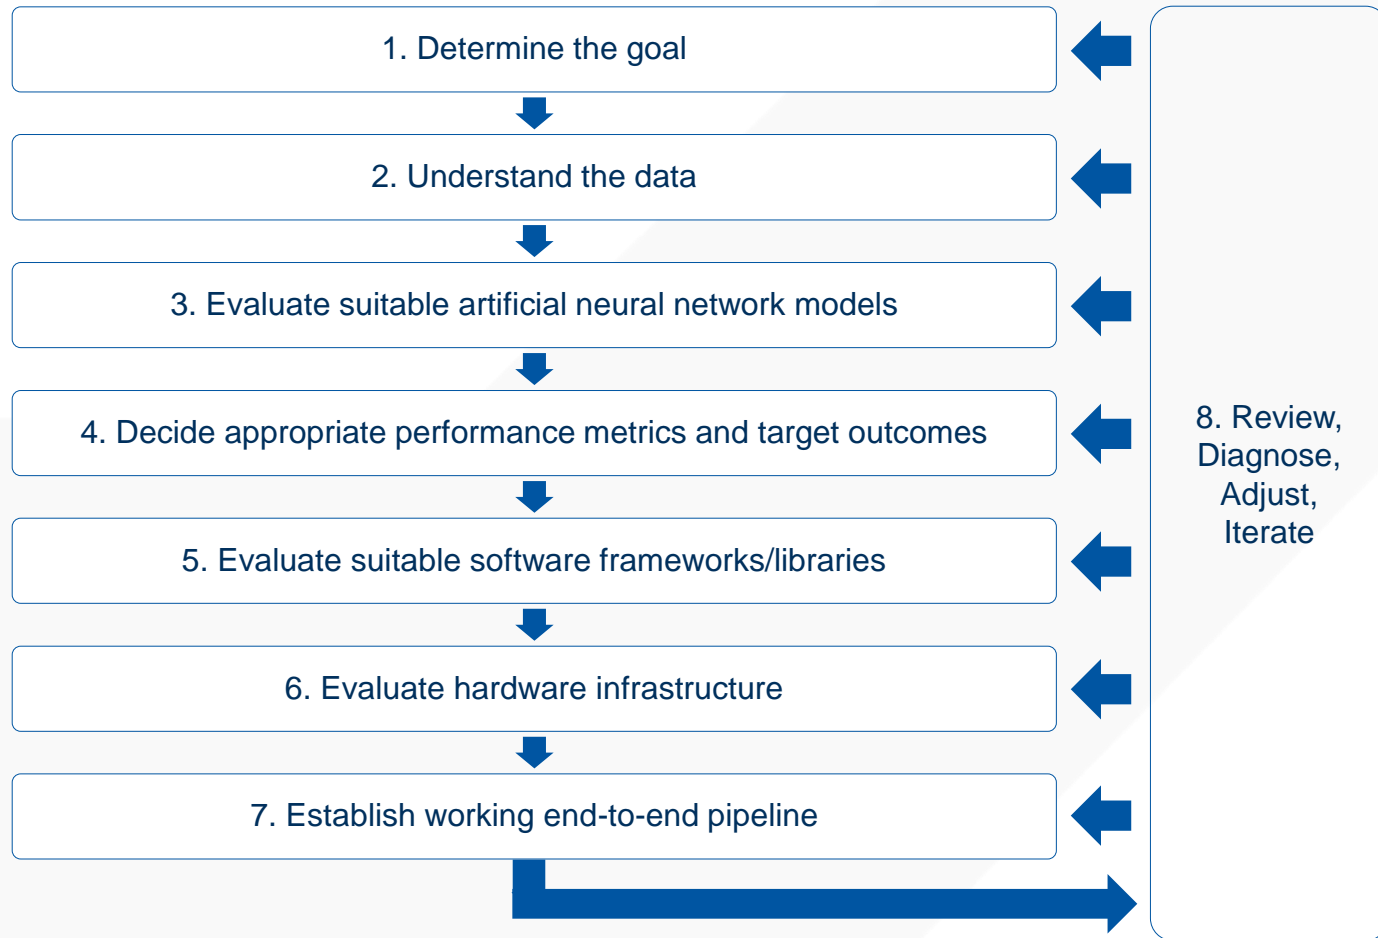 1. Determine the goal
2. Understand the data
3. Evaluate suitable artificial neural network models
4. Decide appropriate performance metrics and target outcomes
5. Evaluate suitable software frameworks/libraries
6. Evaluate hardware infrastructure
7. Establish working end-to-end pipeline
8. Review,
Diagnose,
Adjust,
Iterate